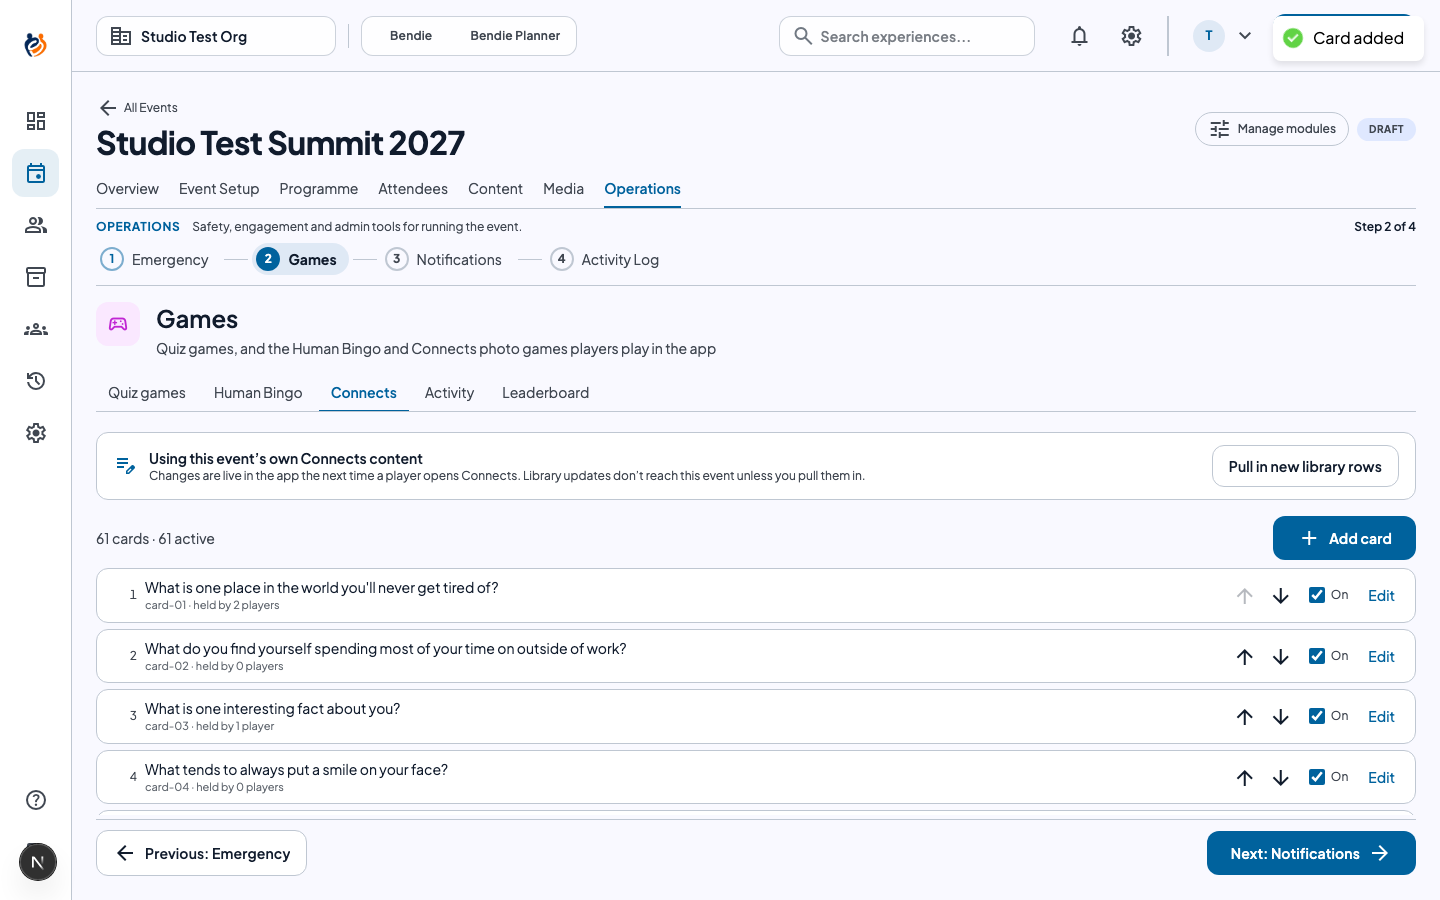 Studio Test Org
Bendie
Bendie Planner
Search experiences...
T
Card added
All Events
Studio Test Summit 2027
Manage modules
DRAFT
Overview
Event Setup
Programme
Attendees
Content
Media
Operations
OPERATIONS
Safety, engagement and admin tools for running the event.
Step 2 of 4
1 Emergency
2 Games
3 Notifications
4 Activity Log
Games
Quiz games, and the Human Bingo and Connects photo games players play in the app
Quiz games
Human Bingo
Connects
Activity
Leaderboard
Using this event's own Connects content
Changes are live in the app the next time a player opens Connects. Library updates don't reach this event unless you pull them in.
Pull in new library rows
61 cards · 61 active
Add card
1 What is one place in the world you'll never get tired of?
card-01 · held by 2 players
On Edit
2 What do you find yourself spending most of your time on outside of work?
card-02 · held by 0 players
On Edit
3 What is one interesting fact about you?
card-03 · held by 1 player
On Edit
4 What tends to always put a smile on your face?
card-04 · held by 0 players
On Edit
Previous: Emergency
Next: Notifications
N